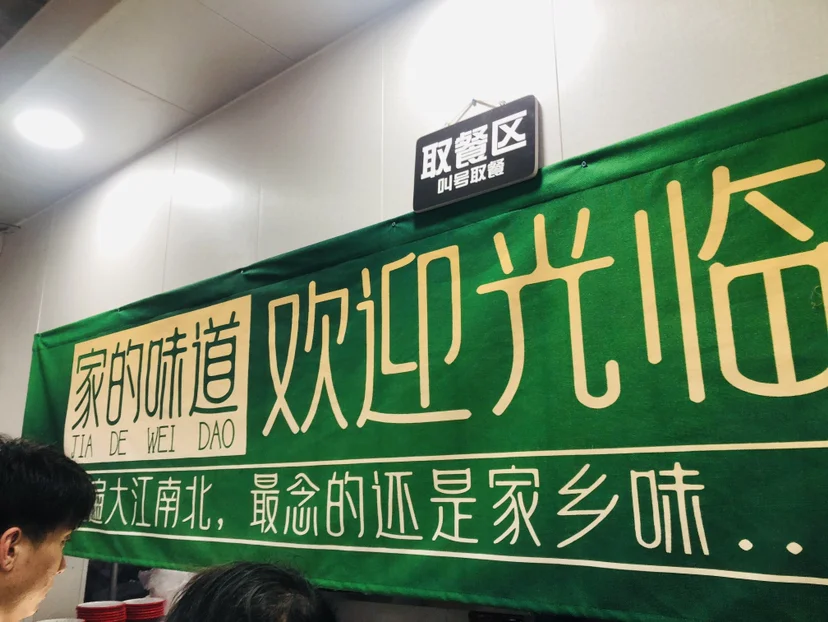 取餐区
叫号取餐
家的味道
JIA DE WEI DAO
欢迎光临
遍大江南北，最念的还是家乡味...